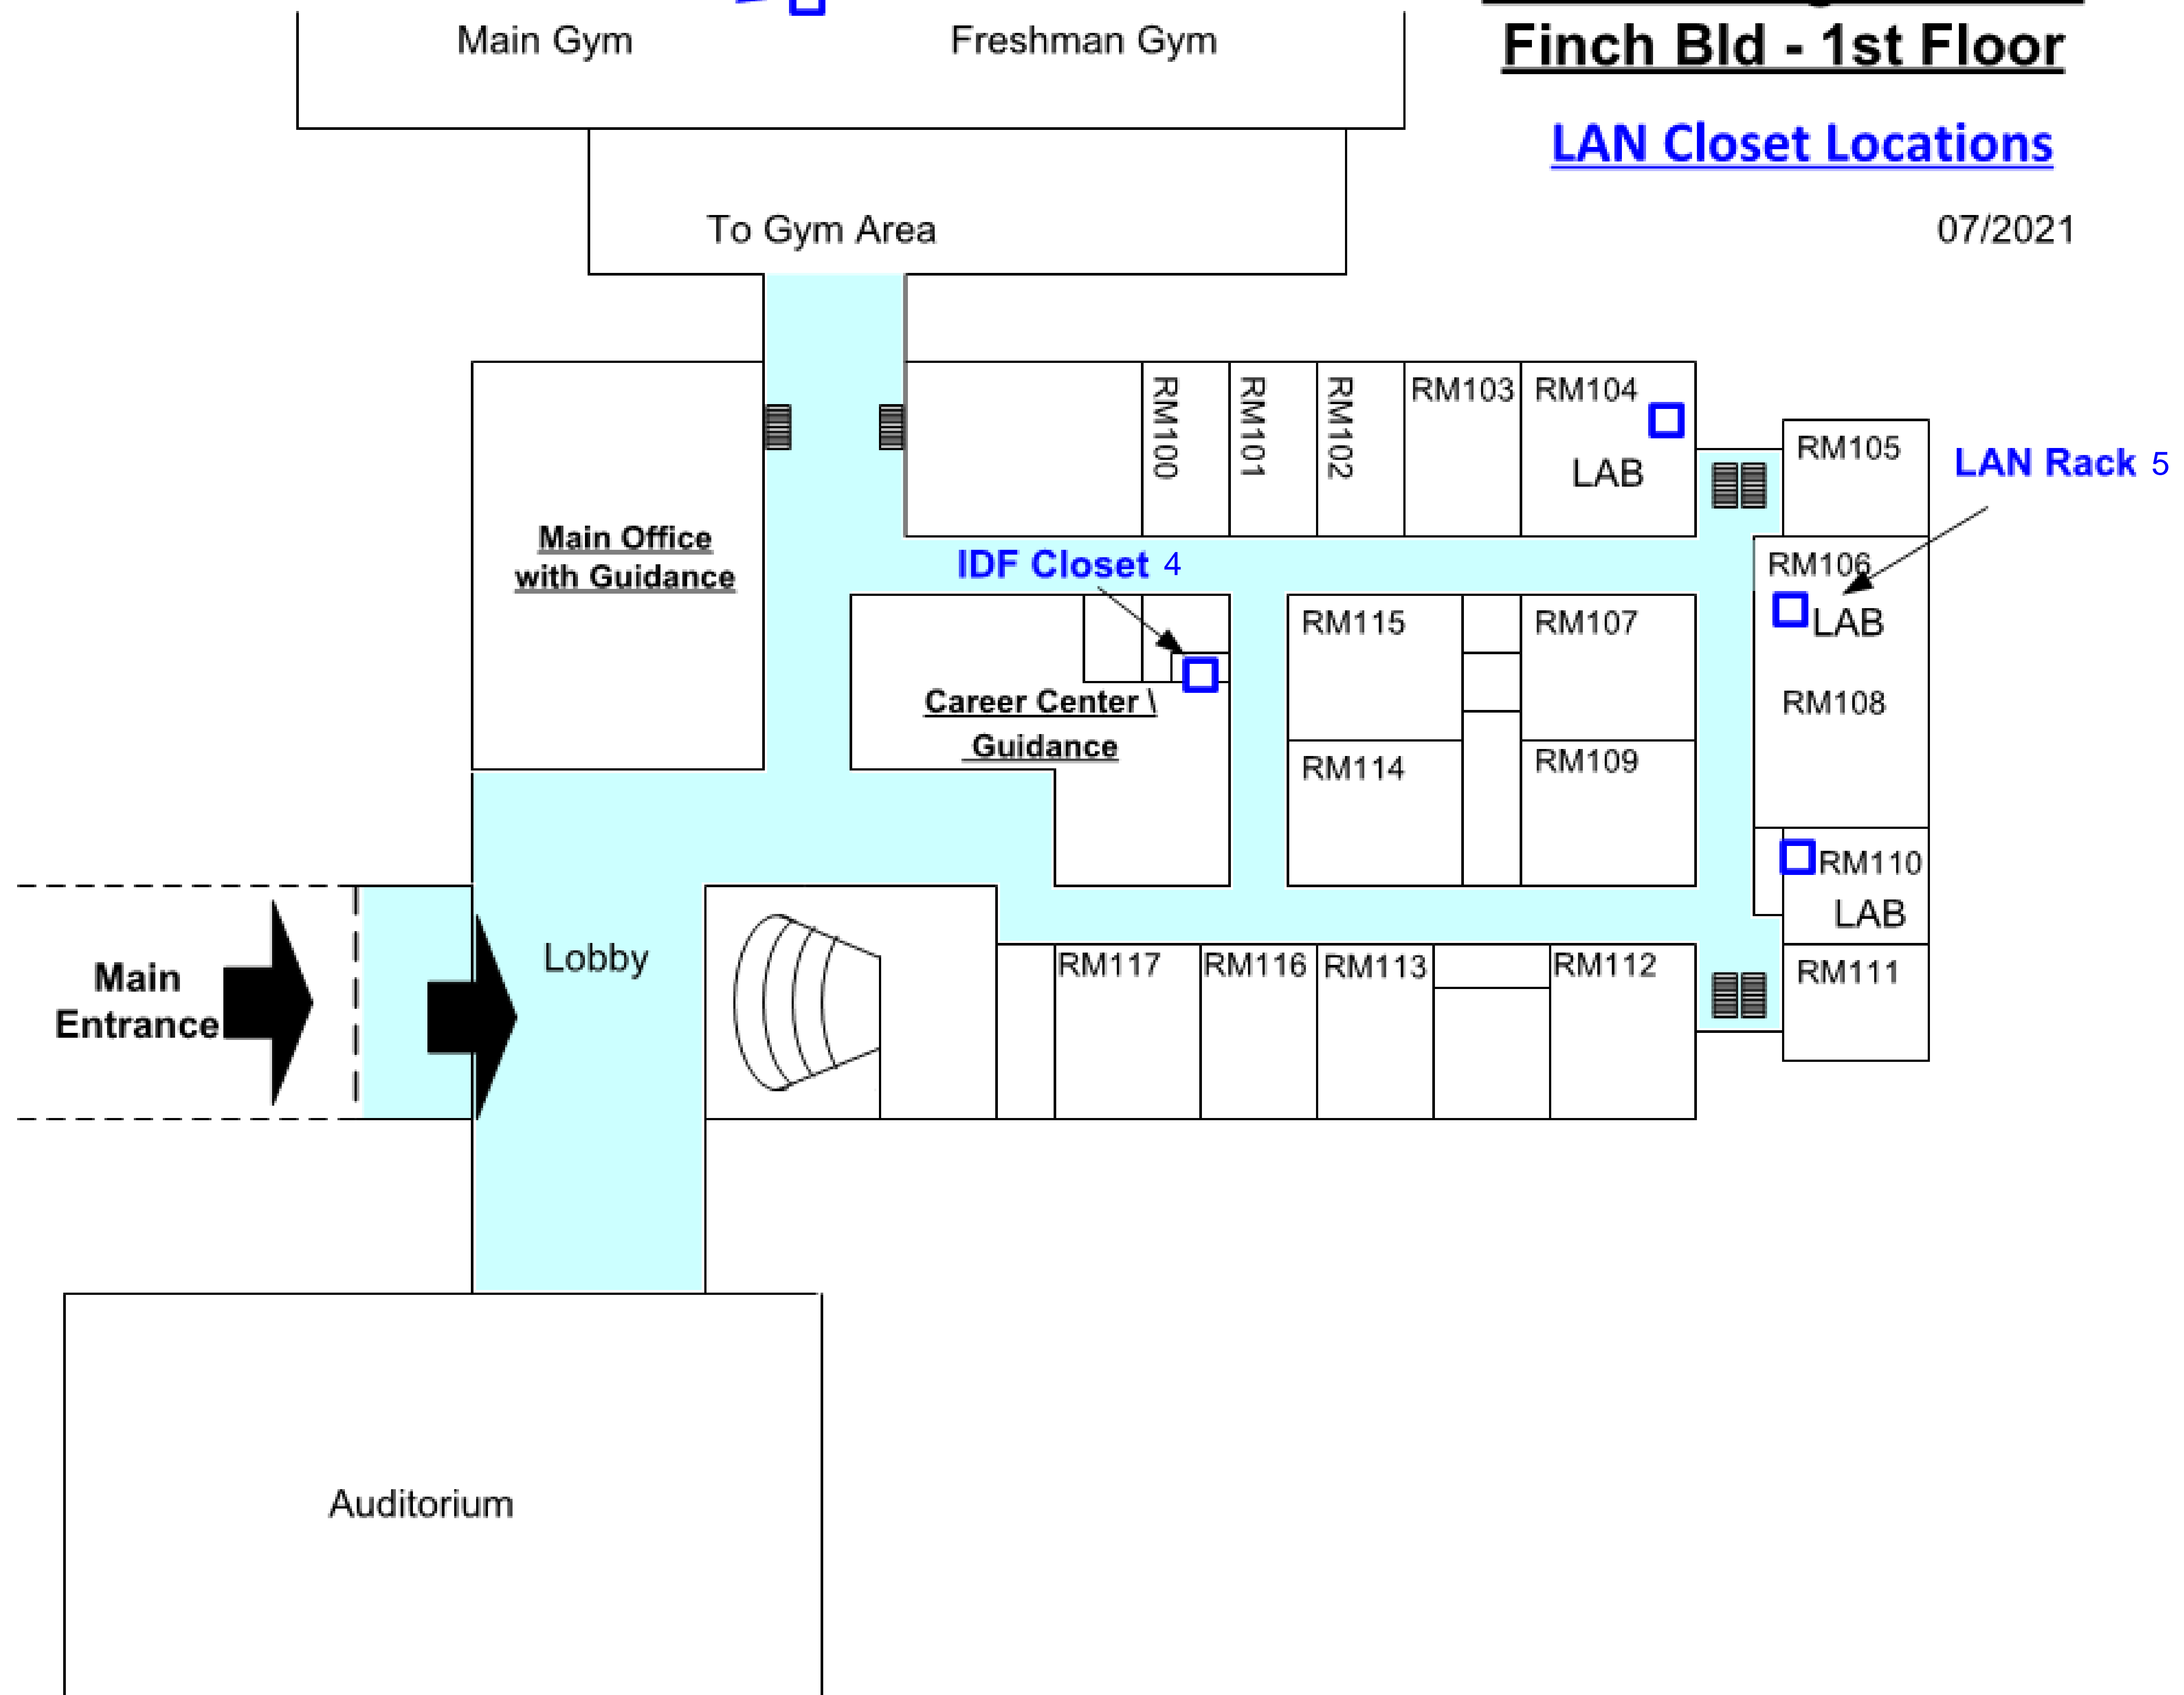 Main Gym
Freshman Gym
Finch Bld - 1st Floor
LAN Closet Locations
To Gym Area
07/2021
RM100
RM101
RM102
RM103
RM104
LAB
RM105
LAN Rack 5
Main Office
with Guidance
IDF Closet 4
RM106
LAB
RM115
RM107
RM108
Career Center \
Guidance
RM114
RM109
RM110
LAB
Lobby
Main
Entrance
RM117
RM116
RM113
RM112
RM111
Auditorium